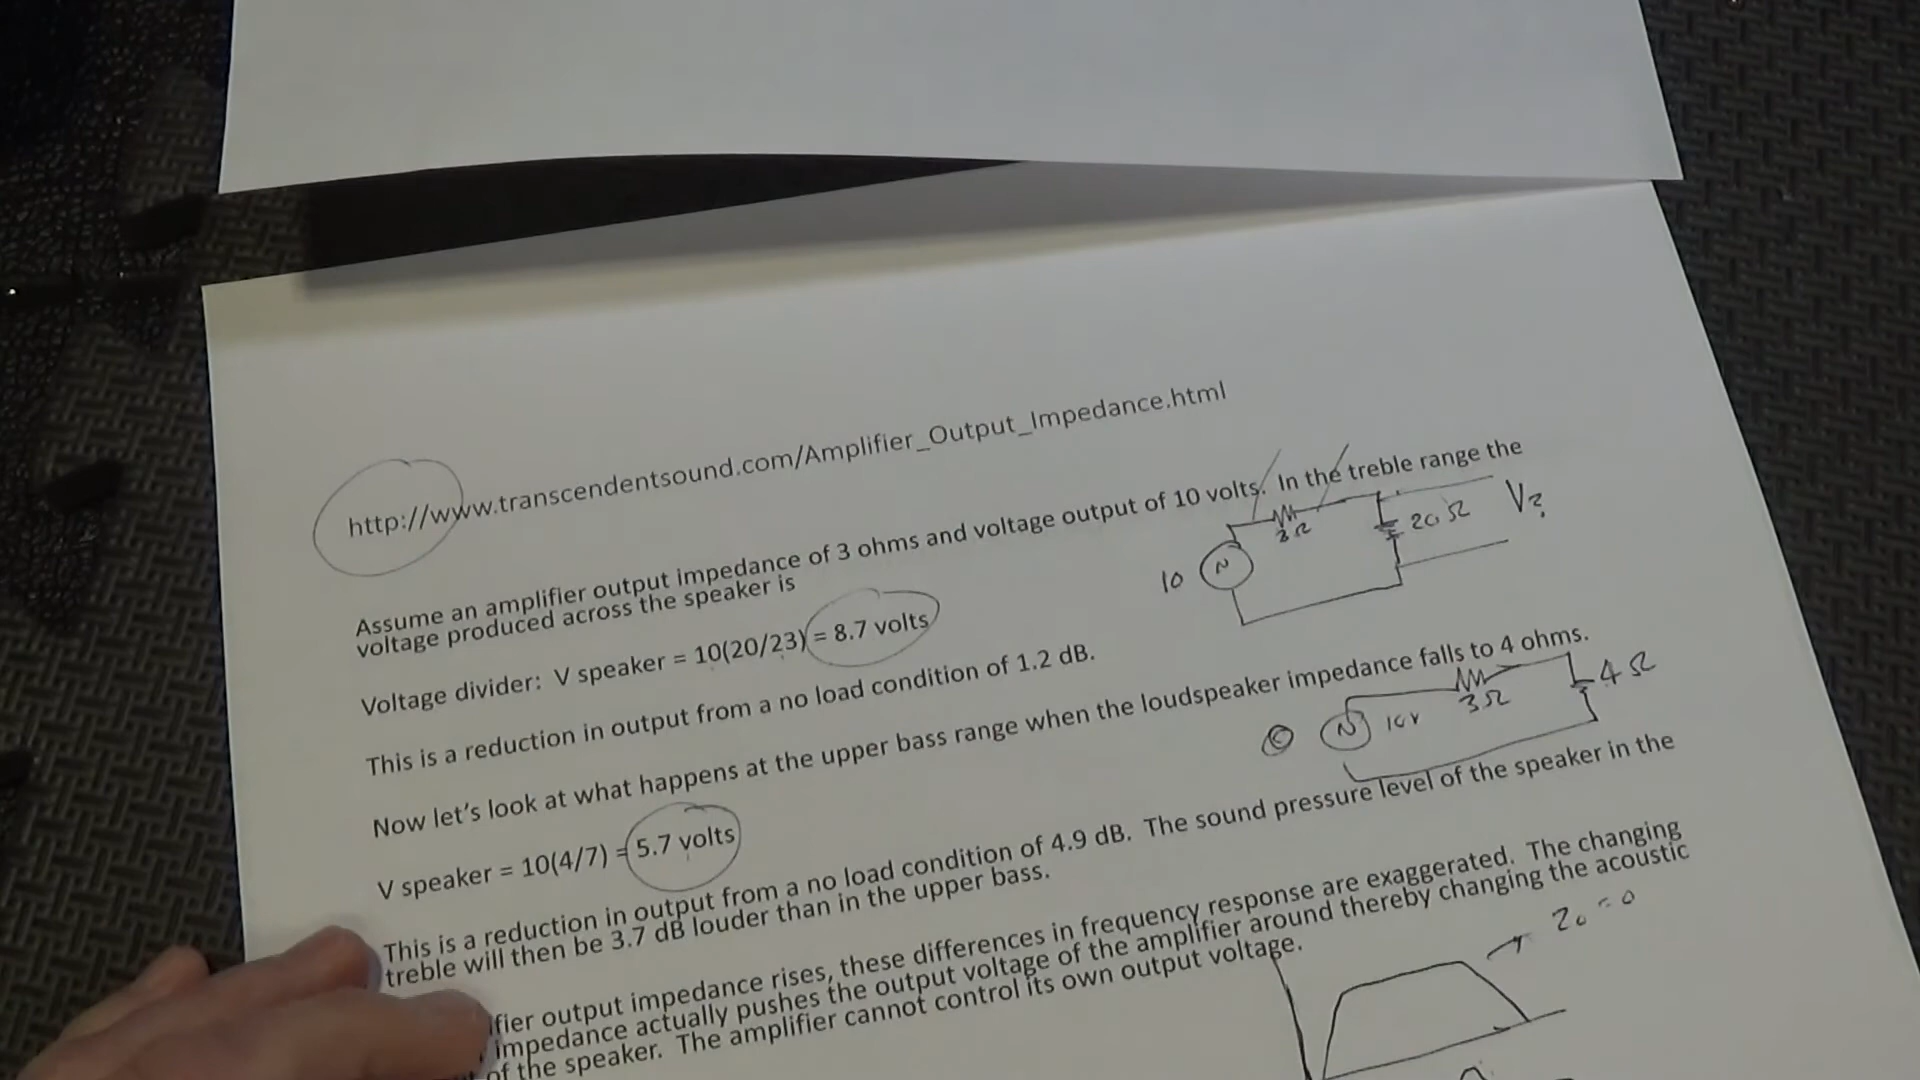 http://www.transcendentsound.com/Amplifier_Output_Impedance.html
Assume an amplifier output impedance of 3 ohms and voltage output of 10 volts. In the treble range the
voltage produced across the speaker is
10 N 3Ω 20Ω V?
Voltage divider: V speaker = 10(20/23) = 8.7 volts
This is a reduction in output from a no load condition of 1.2 dB.
Now let's look at what happens at the upper bass range when the loudspeaker impedance falls to 4 ohms.
N 10V 3Ω 4Ω
V speaker = 10(4/7) = 5.7 volts
This is a reduction in output from a no load condition of 4.9 dB. The sound pressure level of the speaker in the
treble will then be 3.7 dB louder than in the upper bass.
fier output impedance rises, these differences in frequency response are exaggerated. The changing
impedance actually pushes the output voltage of the amplifier around thereby changing the acoustic
of the speaker. The amplifier cannot control its own output voltage.